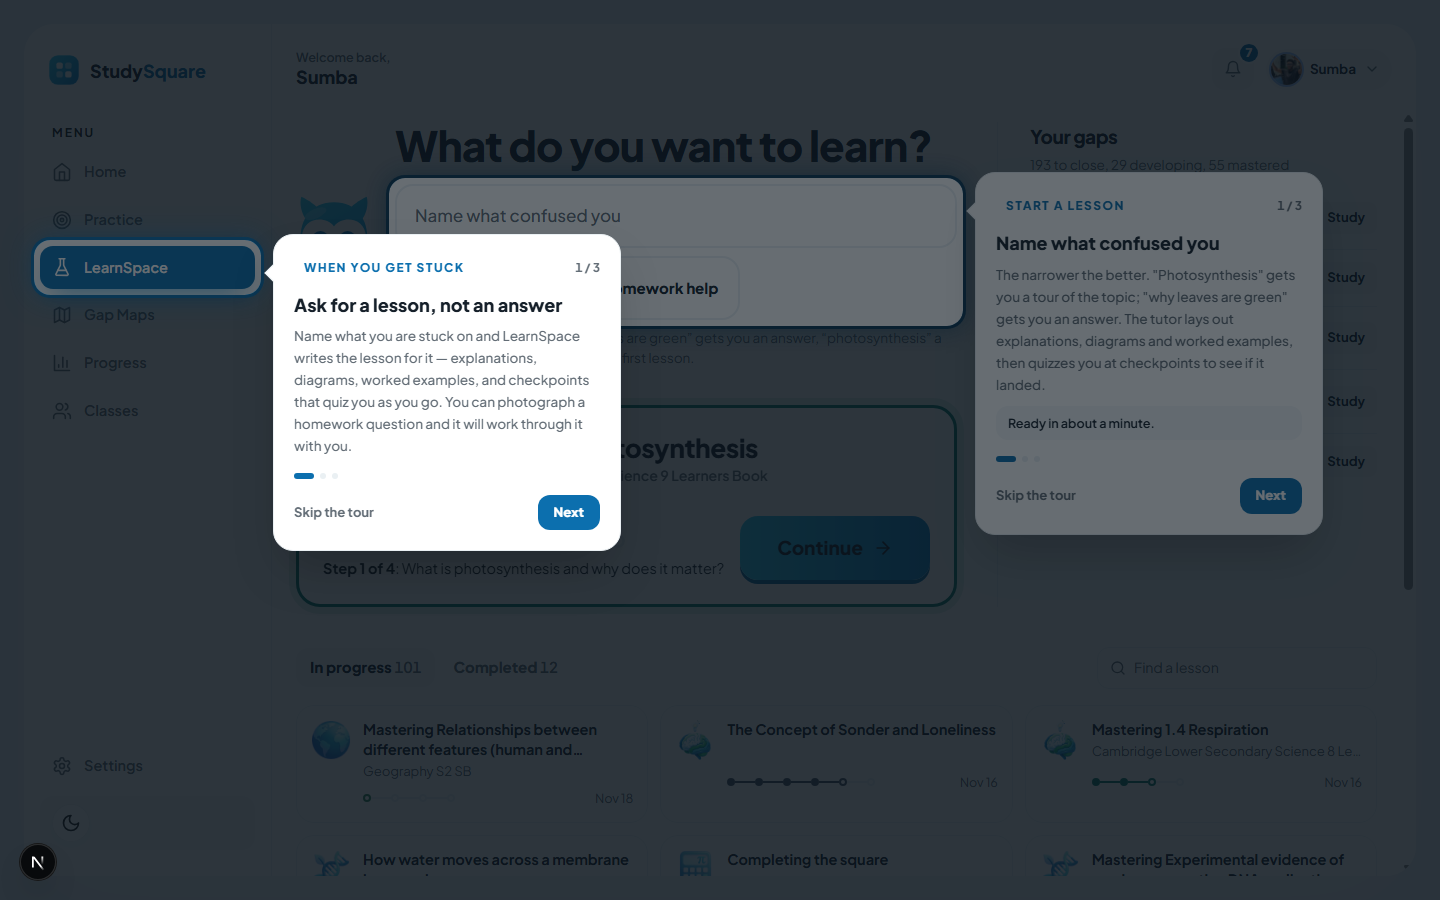 StudySquare
MENU
Home
Practice
LearnSpace
Gap Maps
Progress
Classes
Settings
N
Welcome back,
Sumba
7
Sumba
What do you want to learn?
Name what confused you
omework help
are green" gets you an answer, "photosynthesis" a
first lesson.
WHEN YOU GET STUCK
1 / 3
Ask for a lesson, not an answer
Name what you are stuck on and LearnSpace
writes the lesson for it — explanations,
diagrams, worked examples, and checkpoints
that quiz you as you go. You can photograph a
homework question and it will work through it
with you.
Skip the tour
Next
tosynthesis
ence 9 Learners Book
Continue
Step 1 of 4: What is photosynthesis and why does it matter?
Your gaps
193 to close, 29 developing, 55 mastered.
START A LESSON
1 / 3
Name what confused you
The narrower the better. "Photosynthesis" gets
you a tour of the topic; "why leaves are green"
gets you an answer. The tutor lays out
explanations, diagrams and worked examples,
then quizzes you at checkpoints to see if it
landed.
Ready in about a minute.
Skip the tour
Next
Study
Study
Study
Study
Study
In progress 101
Completed 12
Find a lesson
Mastering Relationships between
different features (human and...
Geography S2 SB
Nov 18
The Concept of Sonder and Loneliness
Nov 16
Mastering 1.4 Respiration
Cambridge Lower Secondary Science 8 Le...
Nov 16
How water moves across a membrane
Completing the square
Mastering Experimental evidence of